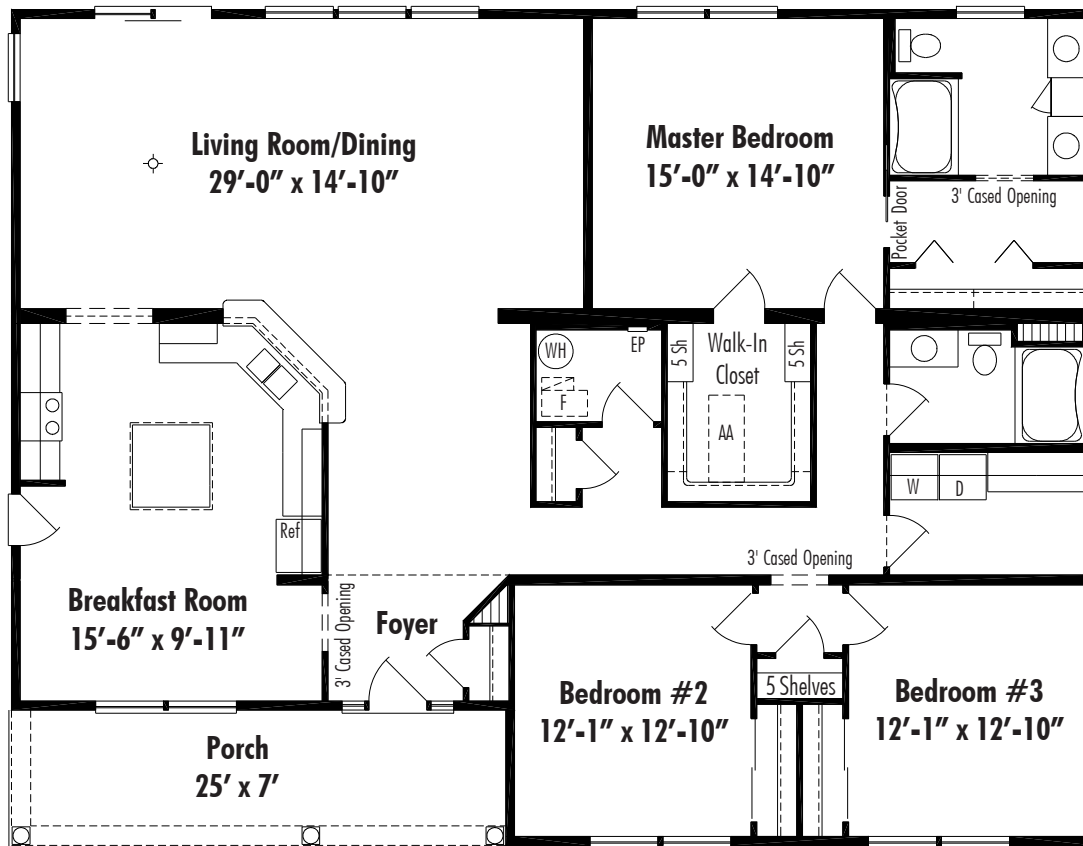 Living Room/Dining
29'-0" x 14'-10"
Master Bedroom
15'-0" x 14'-10"
Pocket Door
3' Cased Opening
WH
EP
F
5 Sh
Walk-In
Closet
5 Sh
AA
W
D
Ref
3' Cased Opening
Breakfast Room
15'-6" x 9'-11"
3' Cased Opening
Foyer
Bedroom #2
12'-1" x 12'-10"
5 Shelves
Bedroom #3
12'-1" x 12'-10"
Porch
25' x 7'